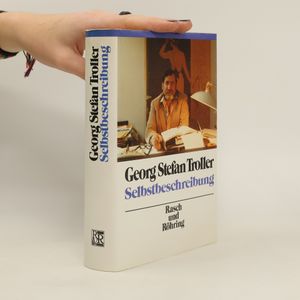 Georg Stefan Troller
Selbstbeschreibung
Georg Stefan Troller
Selbstbeschreibung
Rasch
und
Röhring